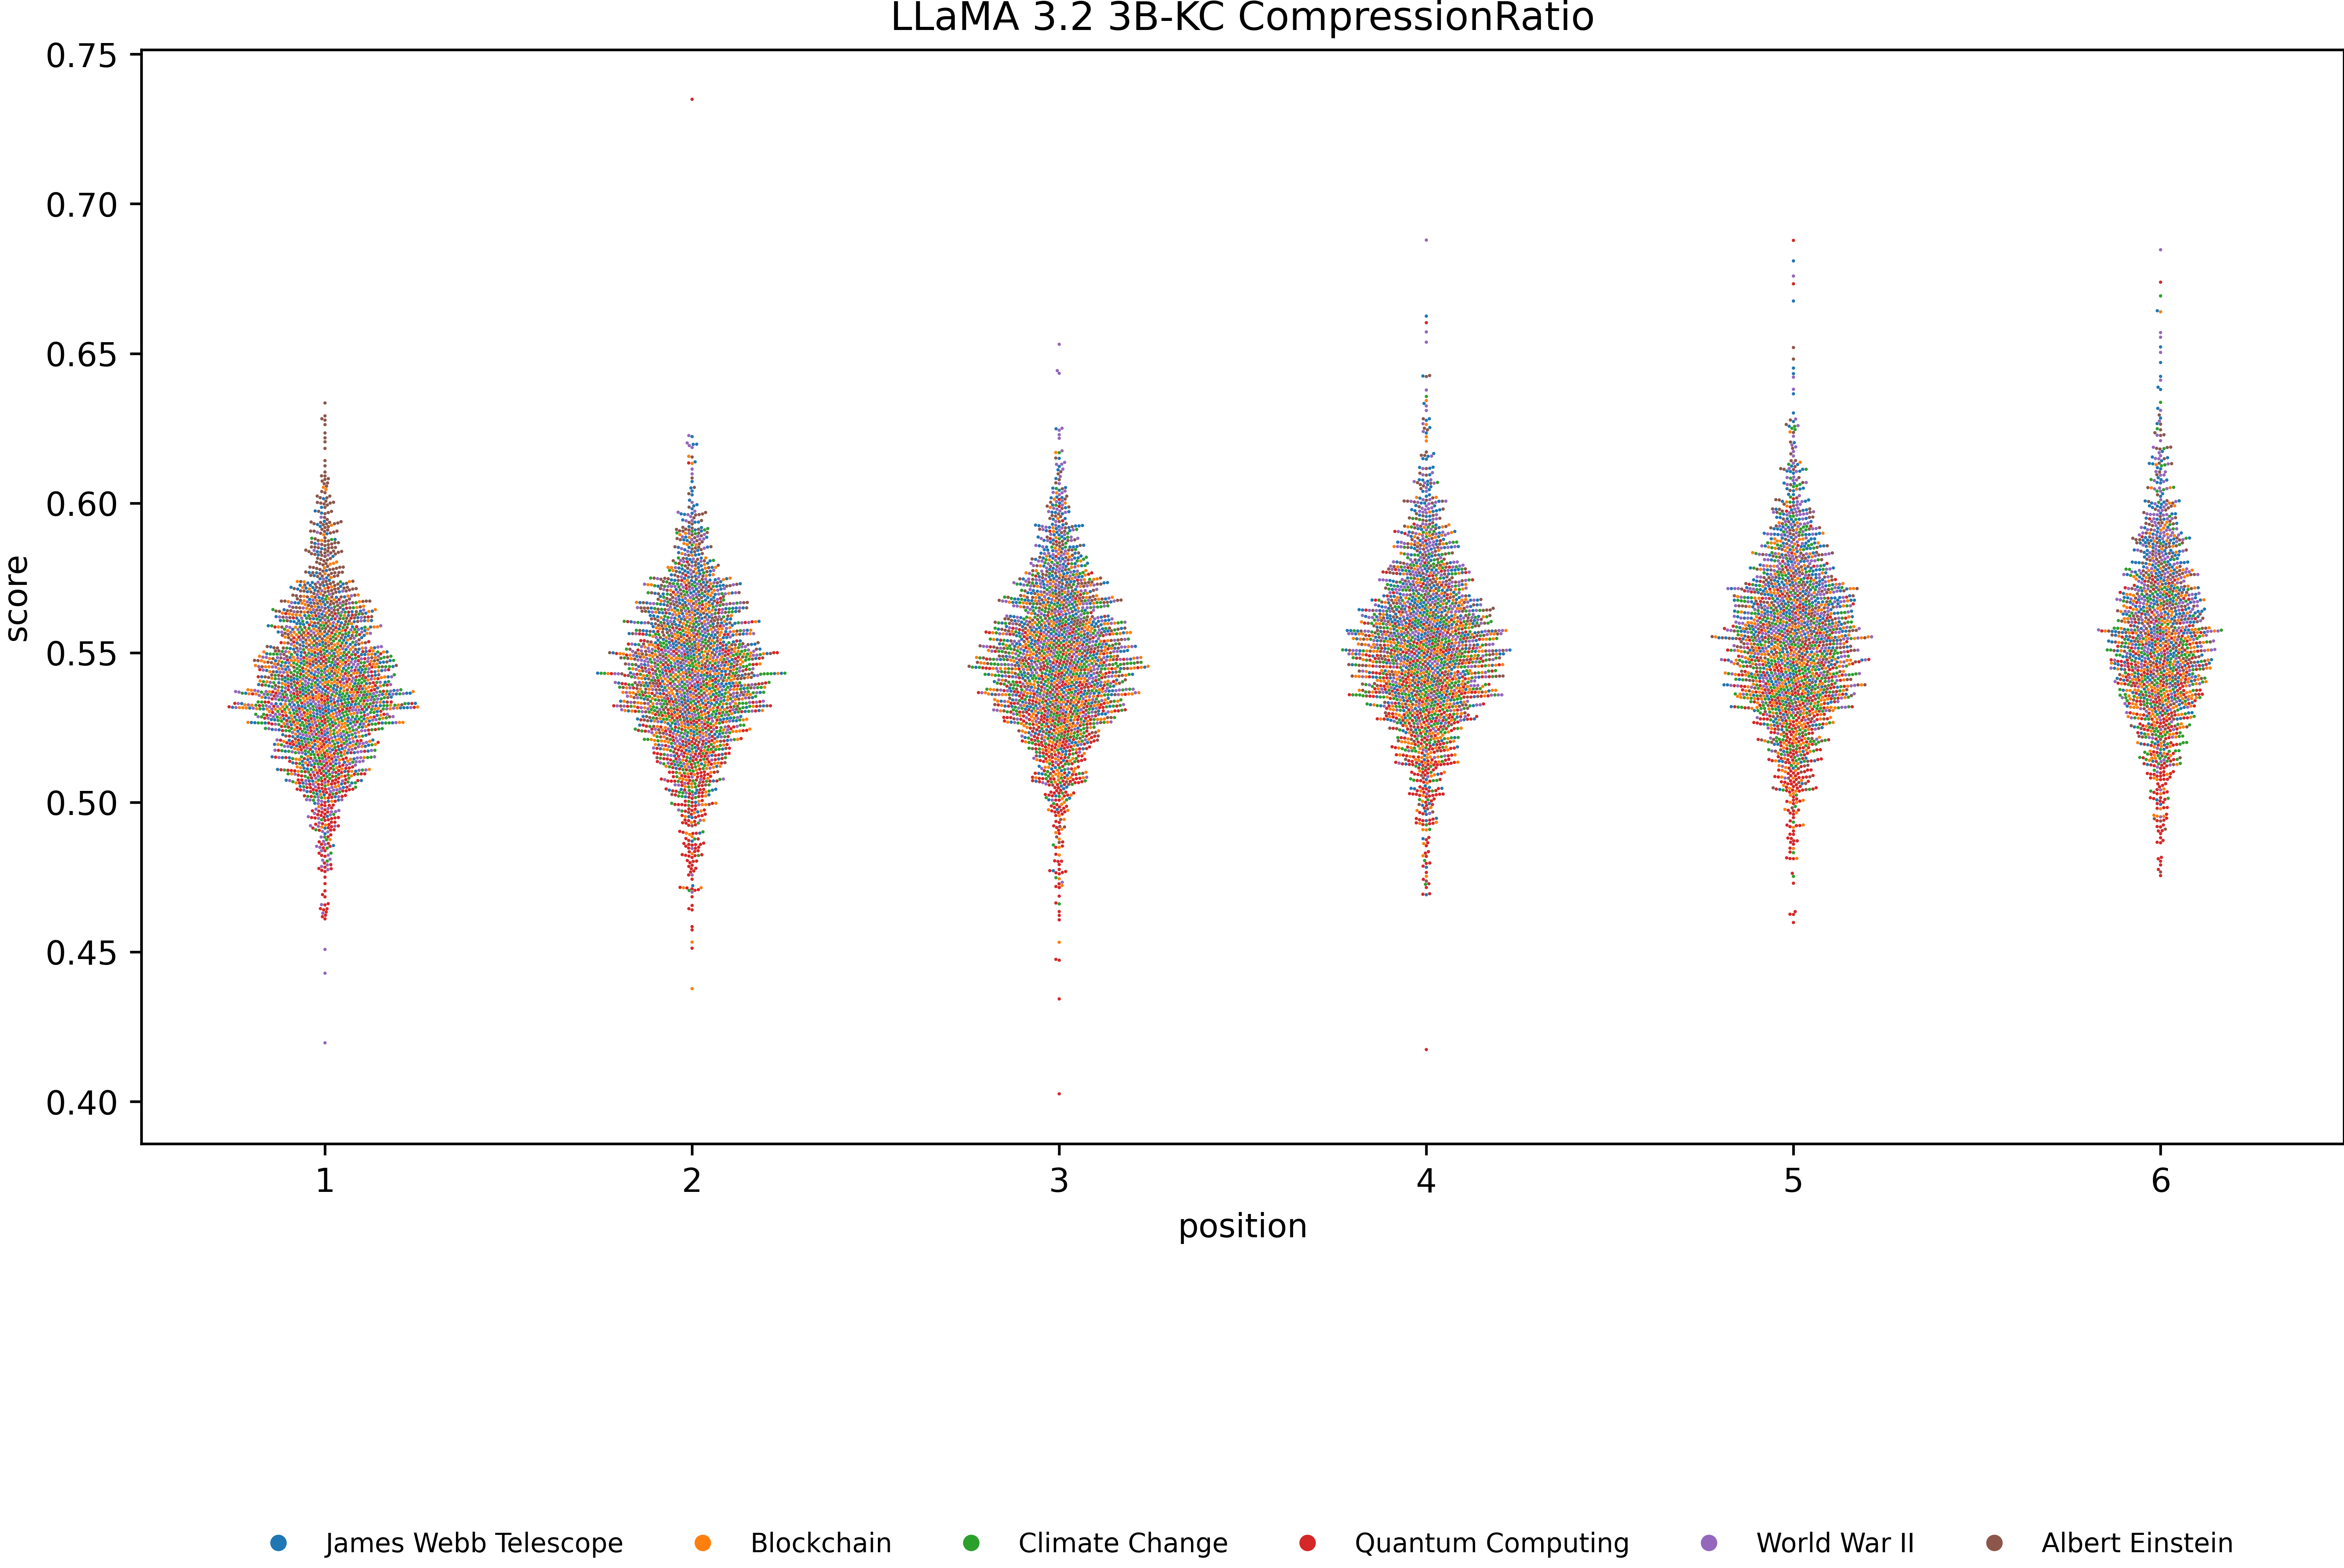 LLaMA 3.2 3B-KC CompressionRatio
0.75
0.70
0.65
0.60
0.55
0.50
0.45
0.40
score
1 2 3 4 5 6
position
James Webb Telescope Blockchain Climate Change Quantum Computing World War II Albert Einstein